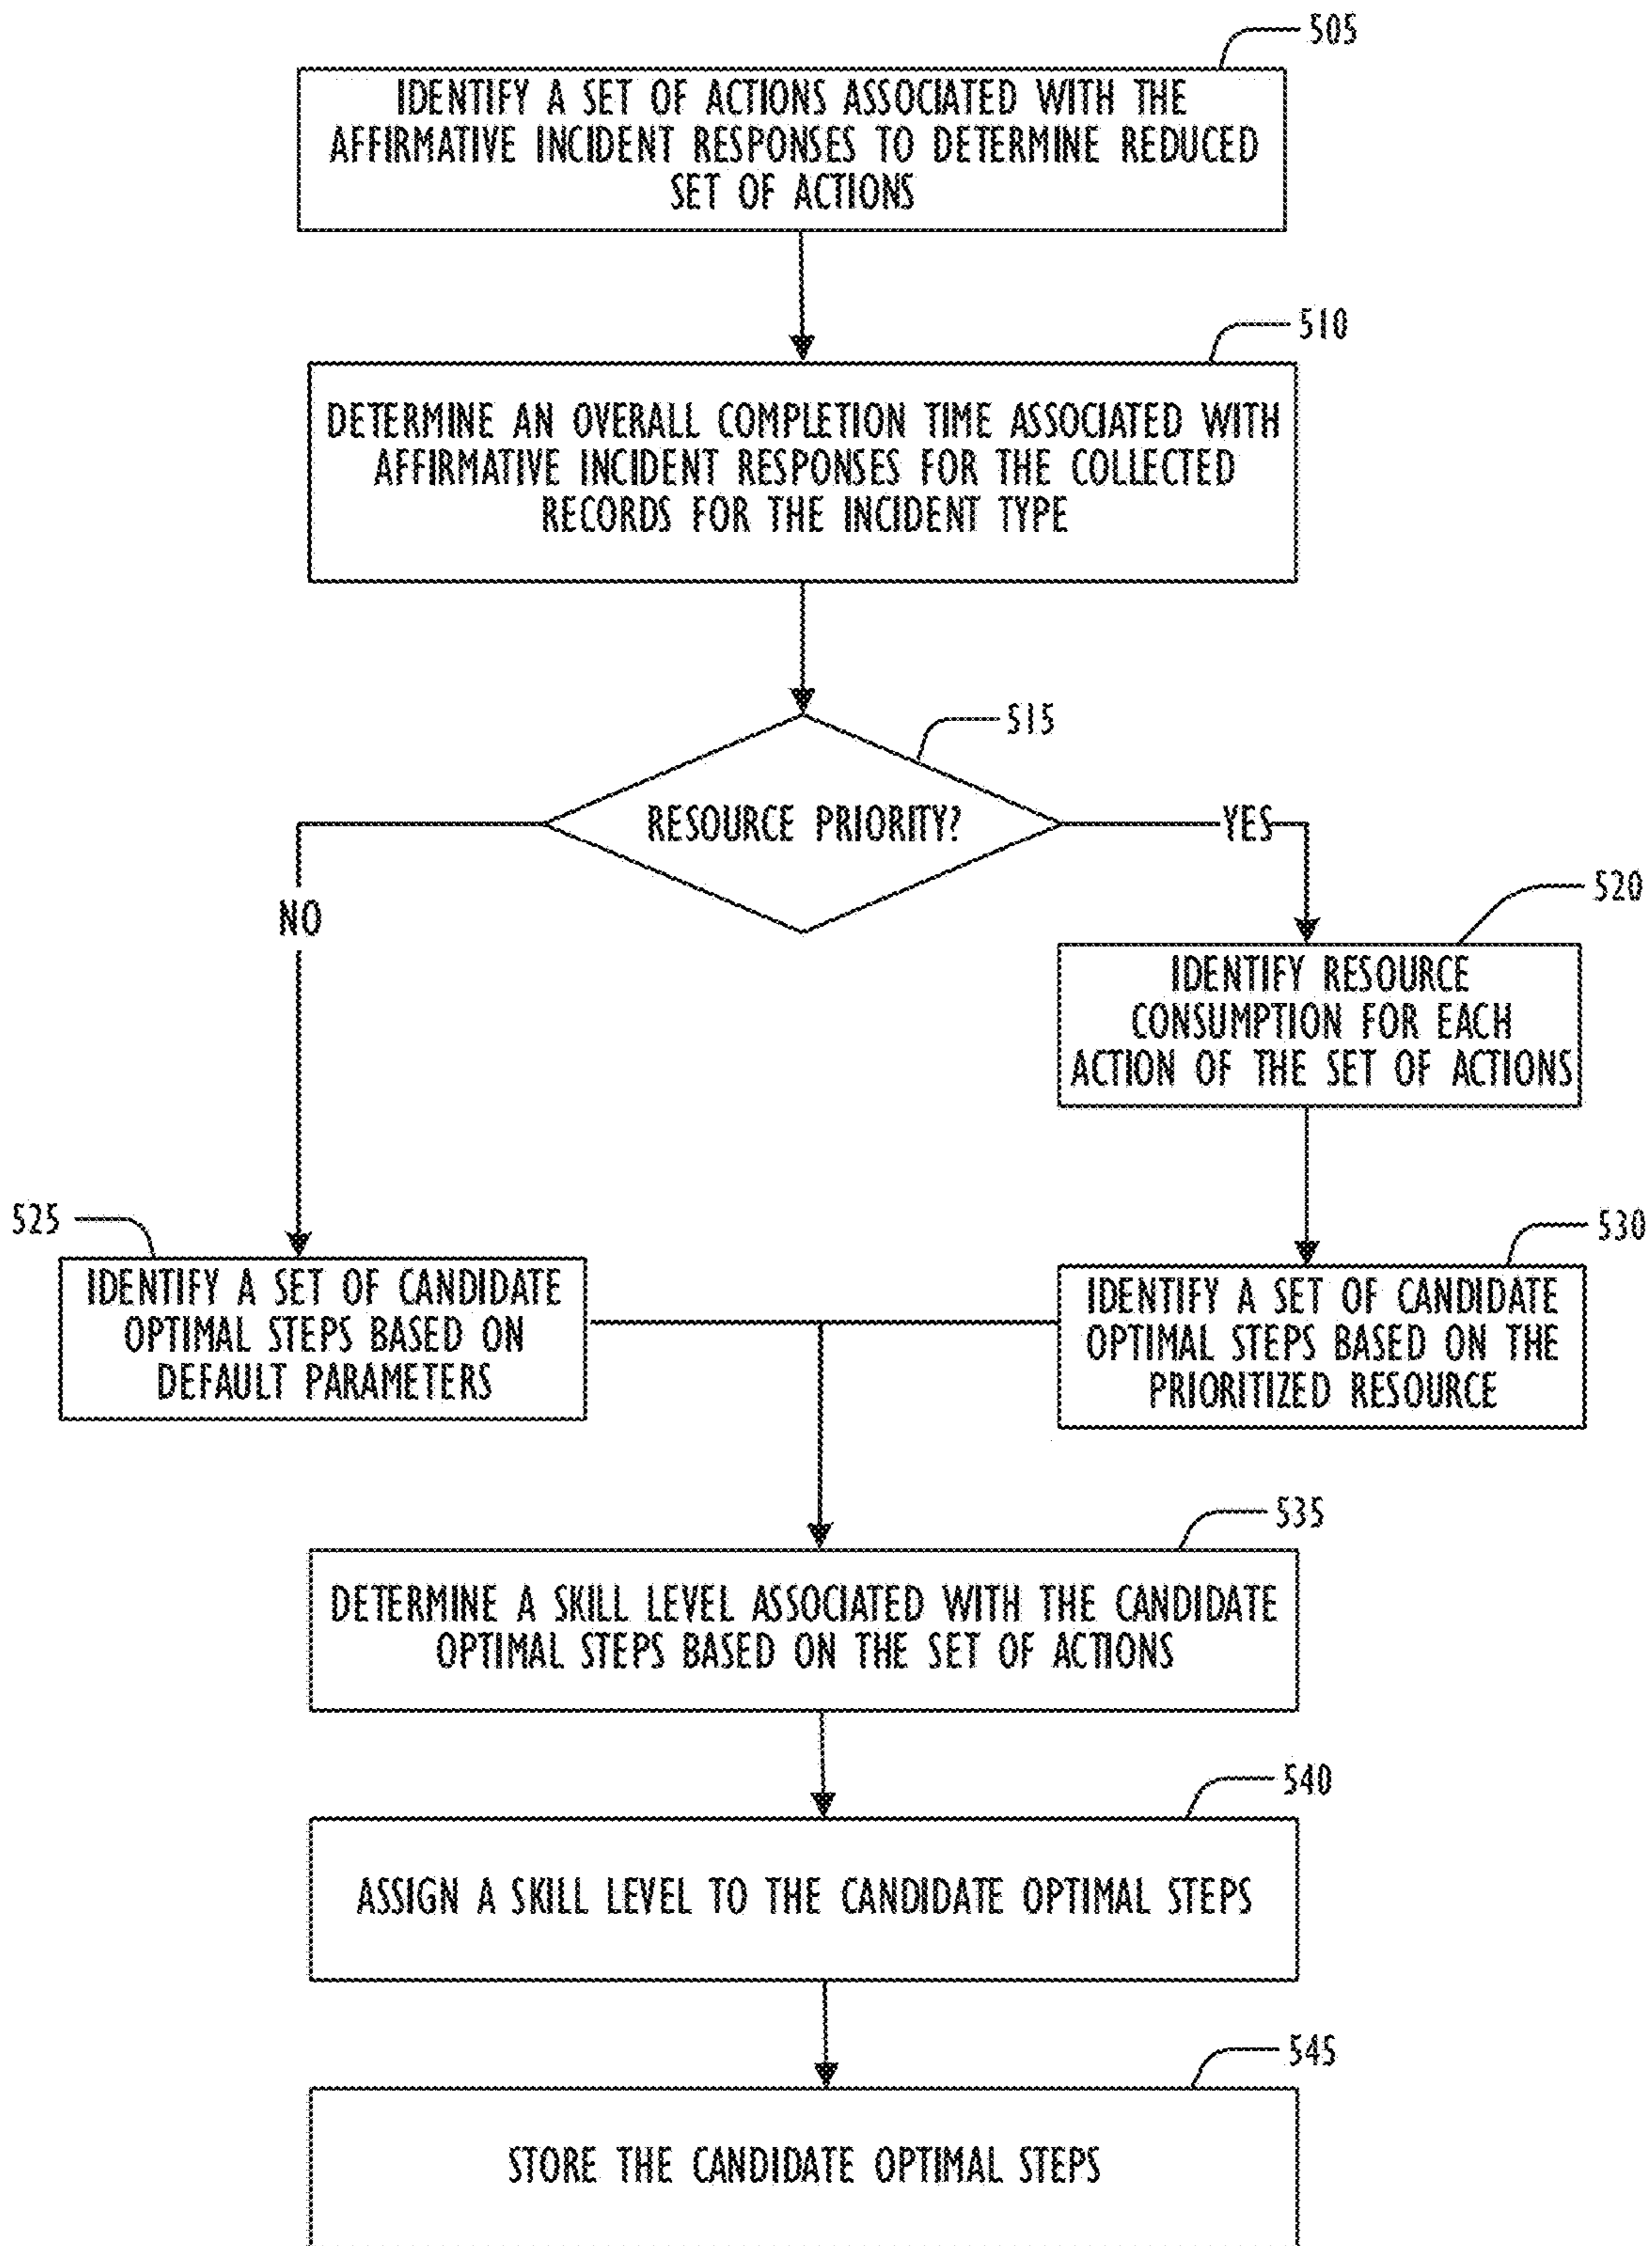 505
IDENTIFY A SET OF ACTIONS ASSOCIATED WITH THE
AFFIRMATIVE INCIDENT RESPONSES TO DETERMINE REDUCED
SET OF ACTIONS
510
DETERMINE AN OVERALL COMPLETION TIME ASSOCIATED WITH
AFFIRMATIVE INCIDENT RESPONSES FOR THE COLLECTED
RECORDS FOR THE INCIDENT TYPE
515
RESOURCE PRIORITY?
YES
NO
520
IDENTIFY RESOURCE
CONSUMPTION FOR EACH
ACTION OF THE SET OF ACTIONS
525
IDENTIFY A SET OF CANDIDATE
OPTIMAL STEPS BASED ON
DEFAULT PARAMETERS
530
IDENTIFY A SET OF CANDIDATE
OPTIMAL STEPS BASED ON THE
PRIORITIZED RESOURCE
535
DETERMINE A SKILL LEVEL ASSOCIATED WITH THE CANDIDATE
OPTIMAL STEPS BASED ON THE SET OF ACTIONS
540
ASSIGN A SKILL LEVEL TO THE CANDIDATE OPTIMAL STEPS
545
STORE THE CANDIDATE OPTIMAL STEPS